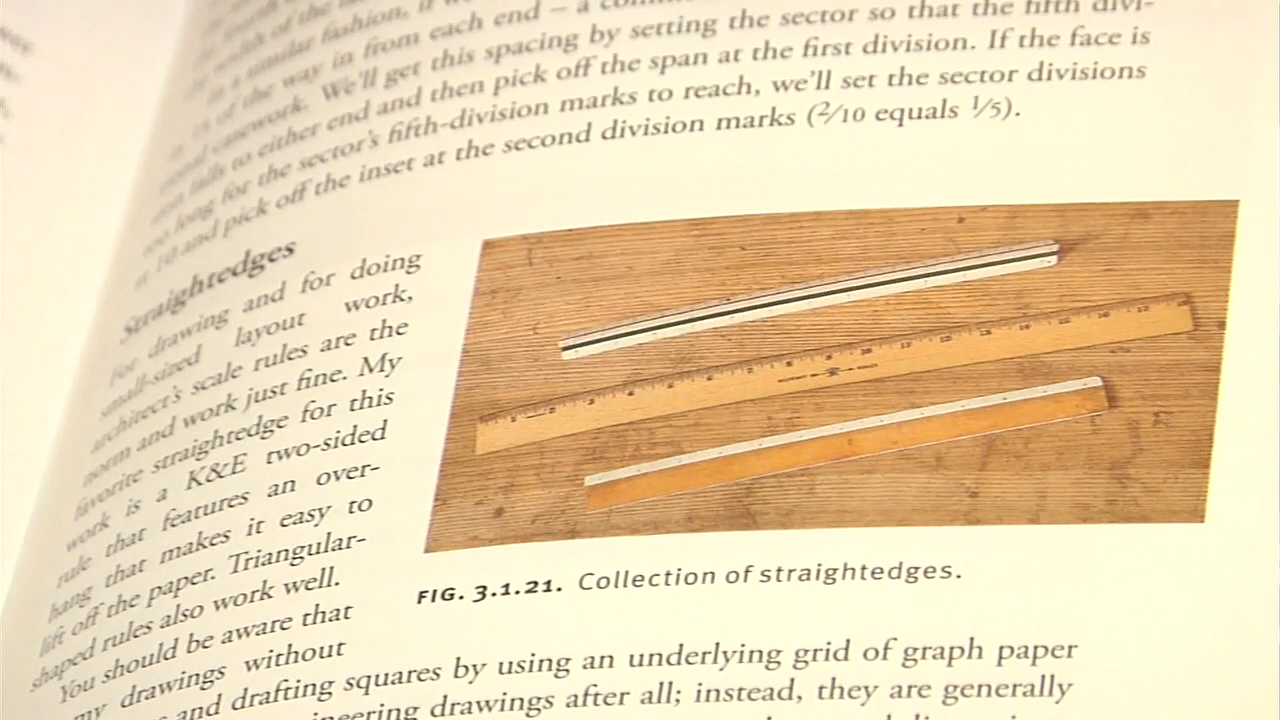 of the
in a similar fashion, it
of the way in from each end – a
casework. We'll get this spacing by setting the sector so that the fifth divi-
falls to either end and then pick off the span at the first division. If the face is
too long for the sector's fifth-division marks to reach, we'll set the sector divisions
at 10 and pick off the inset at the second division marks (2/10 equals 1/5).
Straightedges
For drawing and for doing
small-sized layout work,
architect's scale rules are the
norm and work just fine. My
favorite straightedge for this
work is a K&E two-sided
rule that features an over-
hang that makes it easy to
lift off the paper. Triangular-
shaped rules also work well.
You should be aware that
my drawings without
and drafting squares by using an underlying grid of graph paper
drawings after all; instead, they are generally
FIG. 3.1.21. Collection of straightedges.